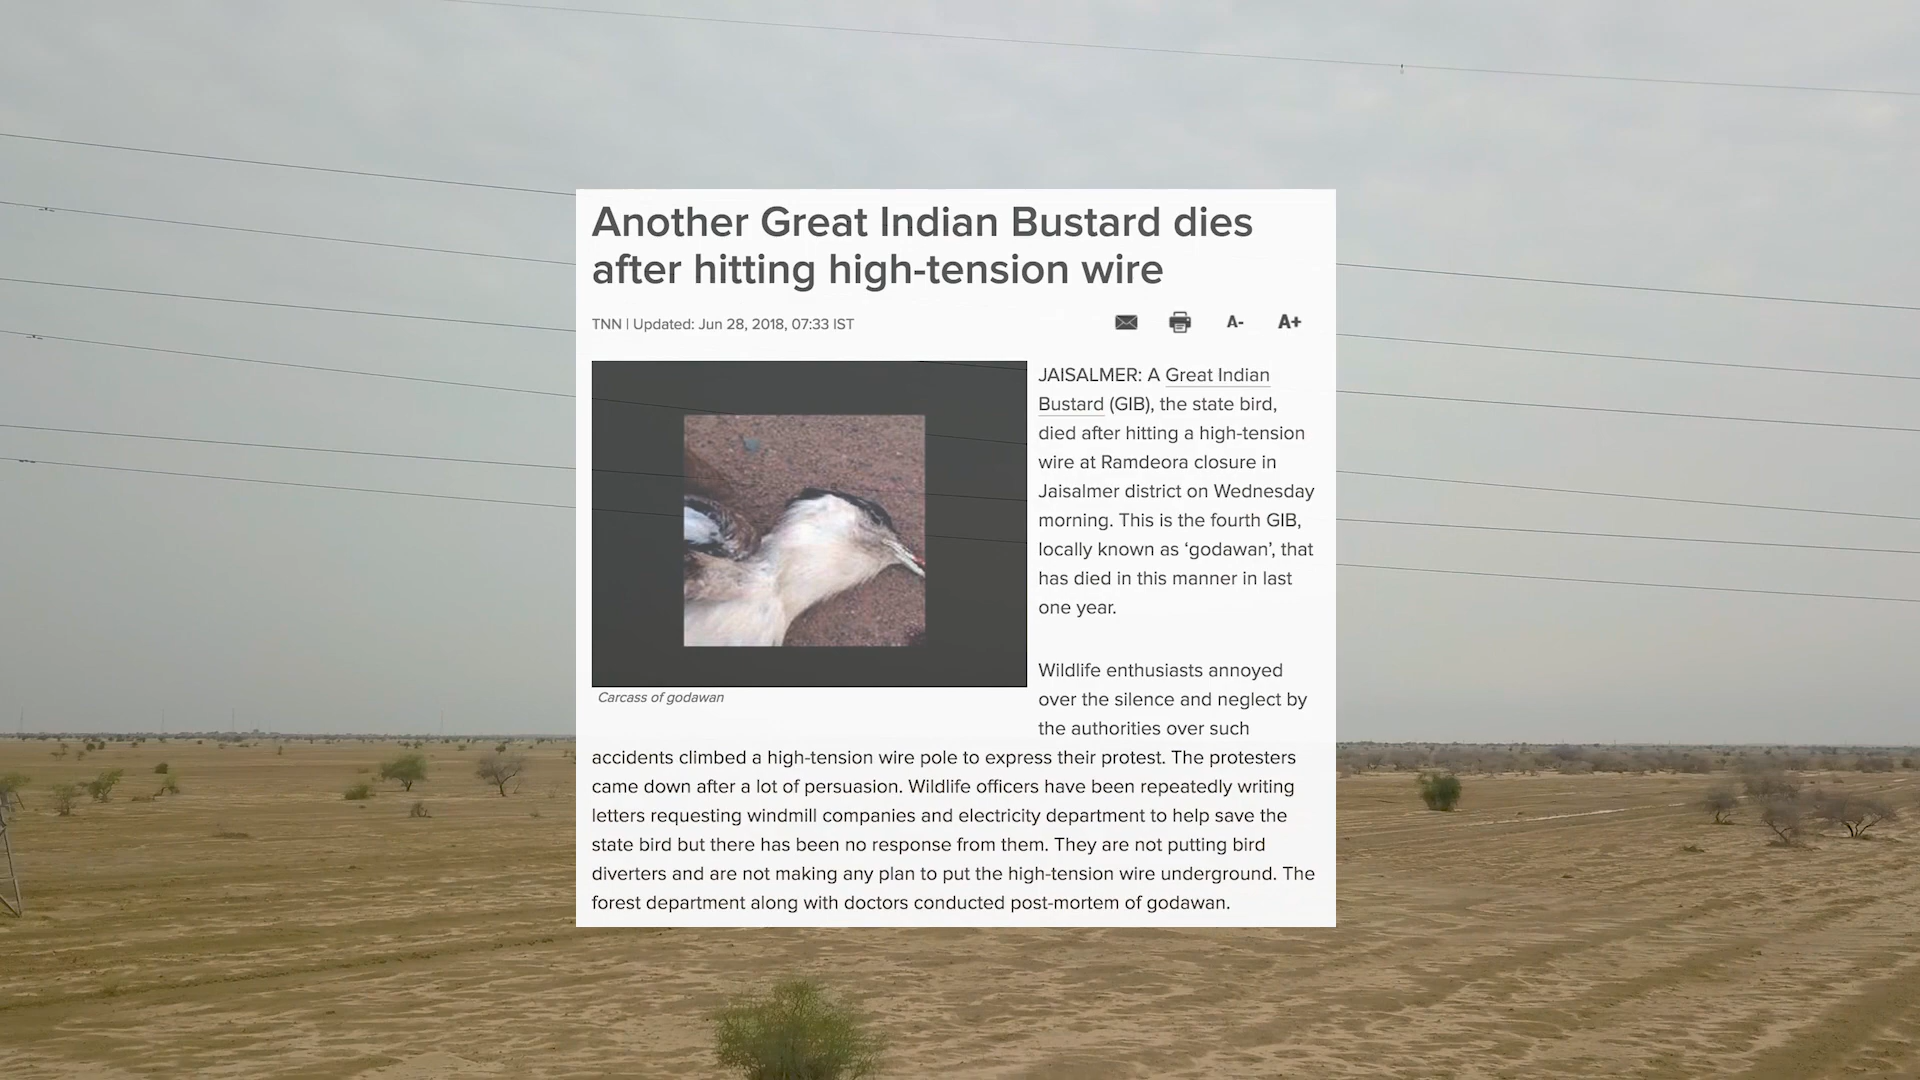 Another Great Indian Bustard dies
after hitting high-tension wire
TNN | Updated: Jun 28, 2018, 07:33 IST
A-
A+
JAISALMER: A Great Indian
Bustard (GIB), the state bird,
died after hitting a high-tension
wire at Ramdeora closure in
Jaisalmer district on Wednesday
morning. This is the fourth GIB,
locally known as ‘godawan’, that
has died in this manner in last
one year.
Carcass of godawan
Wildlife enthusiasts annoyed
over the silence and neglect by
the authorities over such
accidents climbed a high-tension wire pole to express their protest. The protesters
came down after a lot of persuasion. Wildlife officers have been repeatedly writing
letters requesting windmill companies and electricity department to help save the
state bird but there has been no response from them. They are not putting bird
diverters and are not making any plan to put the high-tension wire underground. The
forest department along with doctors conducted post-mortem of godawan.